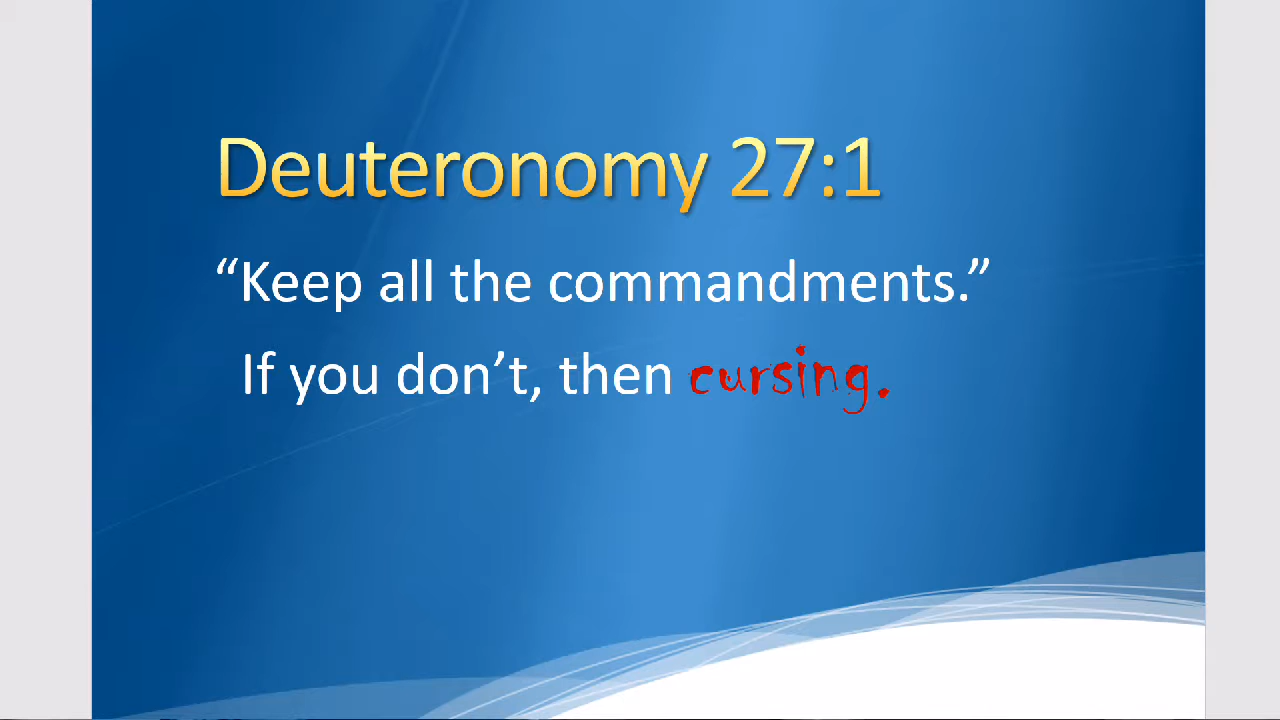 Deuteronomy 27:1
“Keep all the commandments.”
If you don’t, then cursing.